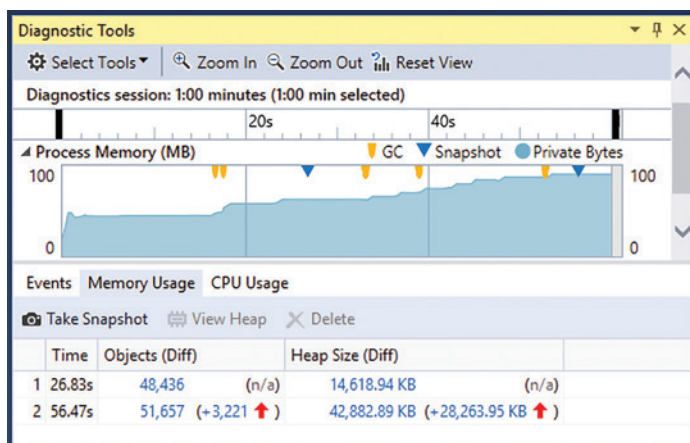 Diagnostic Tools
Select Tools Zoom In Zoom Out Reset View
Diagnostics session: 1:00 minutes (1:00 min selected)
20s 40s
Process Memory (MB) GC Snapshot Private Bytes
100 100
0 0
Events Memory Usage CPU Usage
Take Snapshot View Heap Delete
Time Objects (Diff) Heap Size (Diff)
1 26.83s 48,436 (n/a) 14,618.94 KB (n/a)
2 56.47s 51,657 (+3,221 ) 42,882.89 KB (+28,263.95 KB )